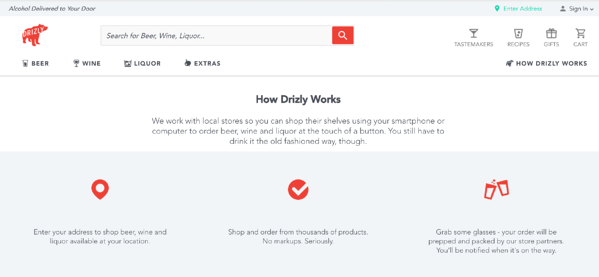 Alcohol Delivered to Your Door
Enter Address
Sign In
DRIZLY
Search for Beer, Wine, Liquor...
TASTEMAKERS
RECIPES
GIFTS
CART
BEER
WINE
LIQUOR
EXTRAS
HOW DRIZLY WORKS
How Drizly Works
We work with local stores so you can shop their shelves using your smartphone or
computer to order beer, wine and liquor at the touch of a button. You still have to
drink it the old fashioned way, though.
Enter your address to shop beer, wine and
liquor available at your location.
Shop and order from thousands of products.
No markups. Seriously.
Grab some glasses - your order will be
prepped and packed by our store partners.
You'll be notified when it's on the way.